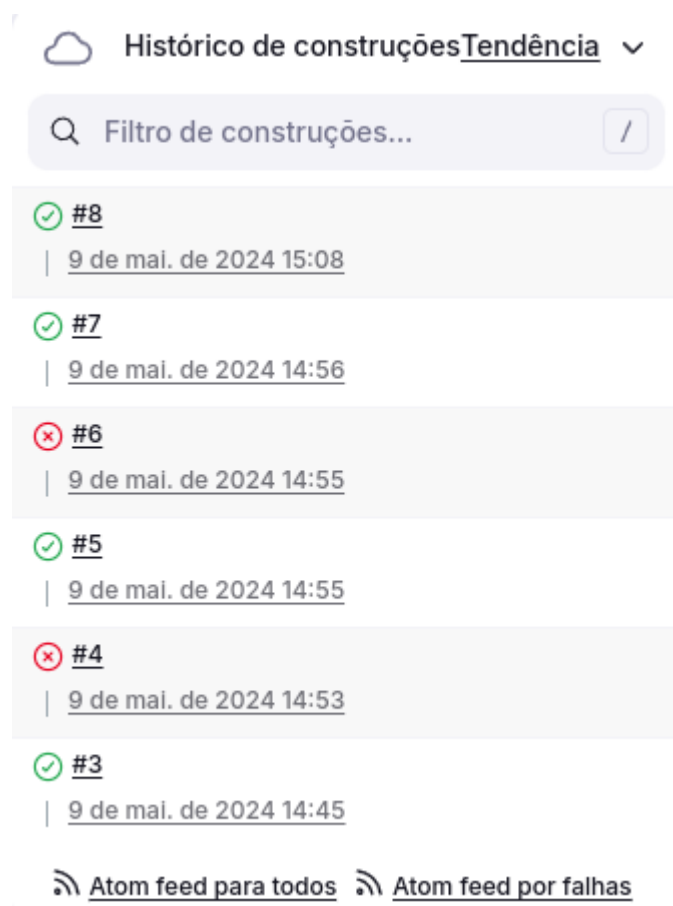 Histórico de construções Tendência
Filtro de construções... /
#8
9 de mai. de 2024 15:08
#7
9 de mai. de 2024 14:56
#6
9 de mai. de 2024 14:55
#5
9 de mai. de 2024 14:55
#4
9 de mai. de 2024 14:53
#3
9 de mai. de 2024 14:45
Atom feed para todos Atom feed por falhas